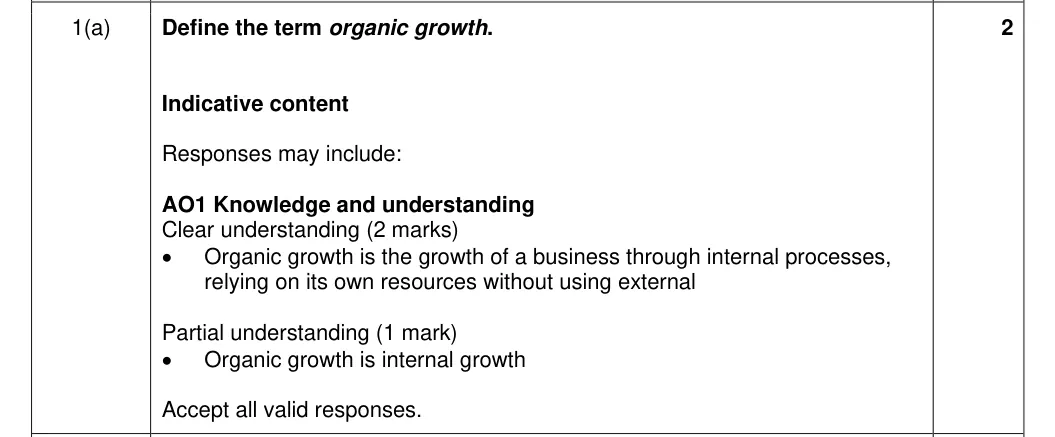 1(a) Define the term organic growth. 2
Indicative content
Responses may include:
AO1 Knowledge and understanding
Clear understanding (2 marks)
• Organic growth is the growth of a business through internal processes,
relying on its own resources without using external
Partial understanding (1 mark)
• Organic growth is internal growth
Accept all valid responses.